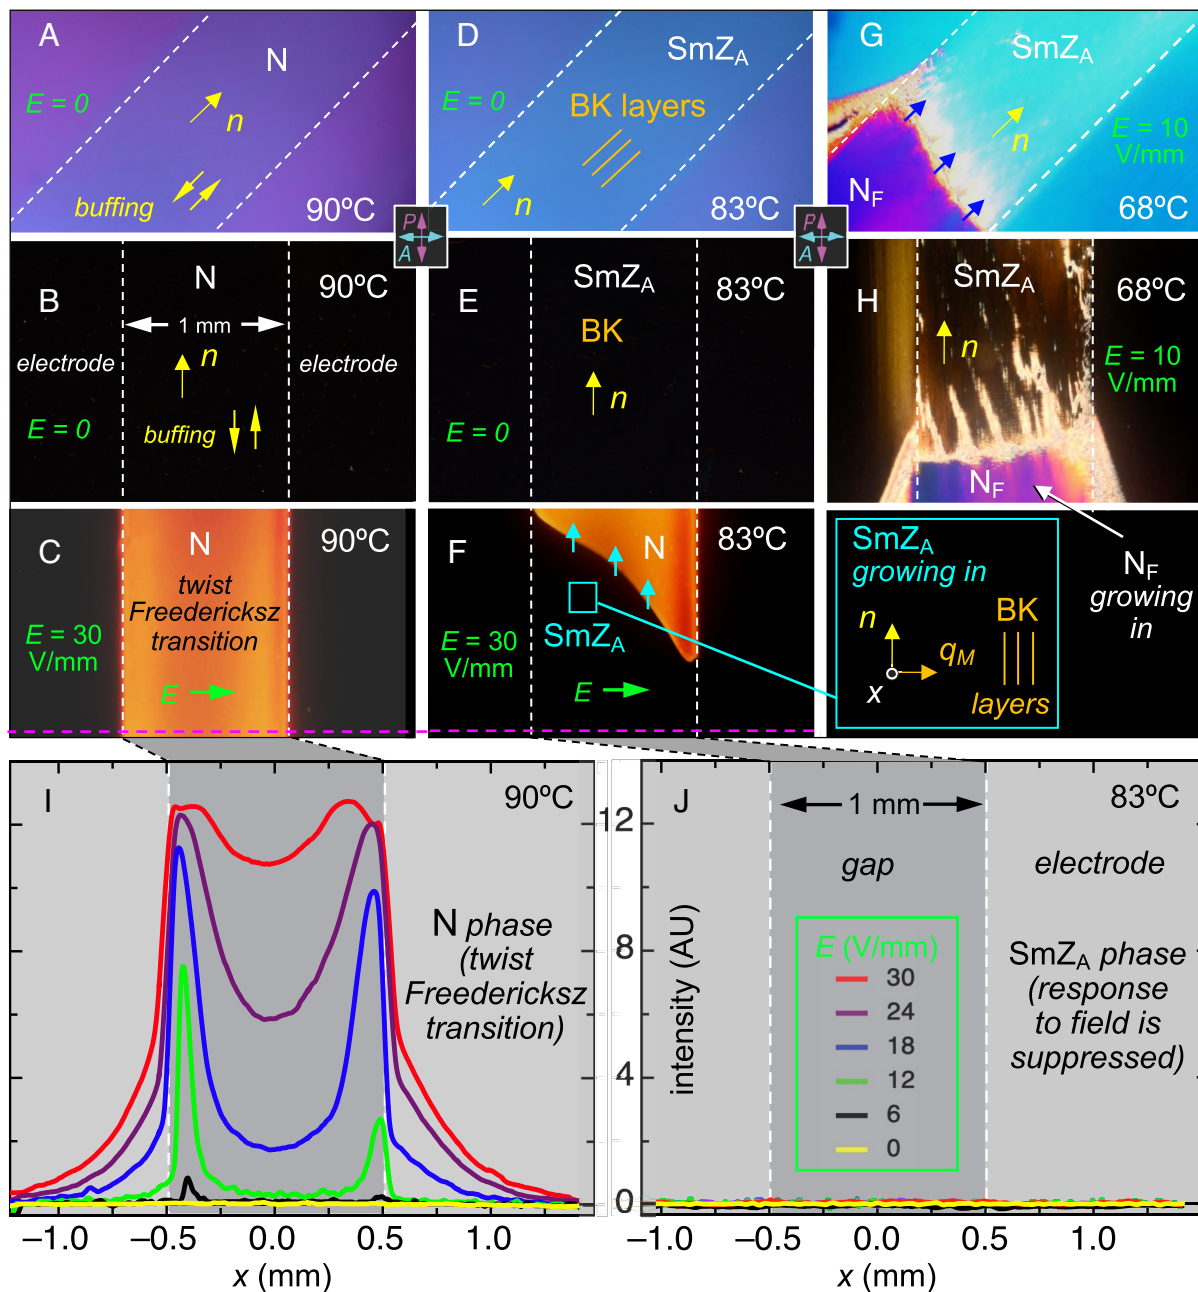 A
N
E = 0
n
buffing
90ºC
D
SmZA
E = 0
BK layers
n
83ºC
G
SmZA
n
E = 10
V/mm
NF
68ºC
P
A
P
A
B
N
90ºC
1 mm
electrode
n
electrode
E = 0
buffing
E
SmZA
83ºC
BK
n
E = 0
H
SmZA
68ºC
n
E = 10
V/mm
NF
C
N
90ºC
twist
Freedericksz
transition
E = 30
V/mm
E
F
N
83ºC
SmZA
E = 30
V/mm
E
SmZA
growing in
n
BK
qM
x
layers
NF
growing
in
I
90ºC
N phase
(twist
Freedericksz
transition)
12
8
4
0
−1.0
−0.5
0.0
0.5
1.0
x (mm)
J
83ºC
1 mm
gap
electrode
intensity (AU)
E (V/mm)
30
24
18
12
6
0
SmZA phase
(response
to field is
suppressed)
−1.0
−0.5
0.0
0.5
1.0
x (mm)